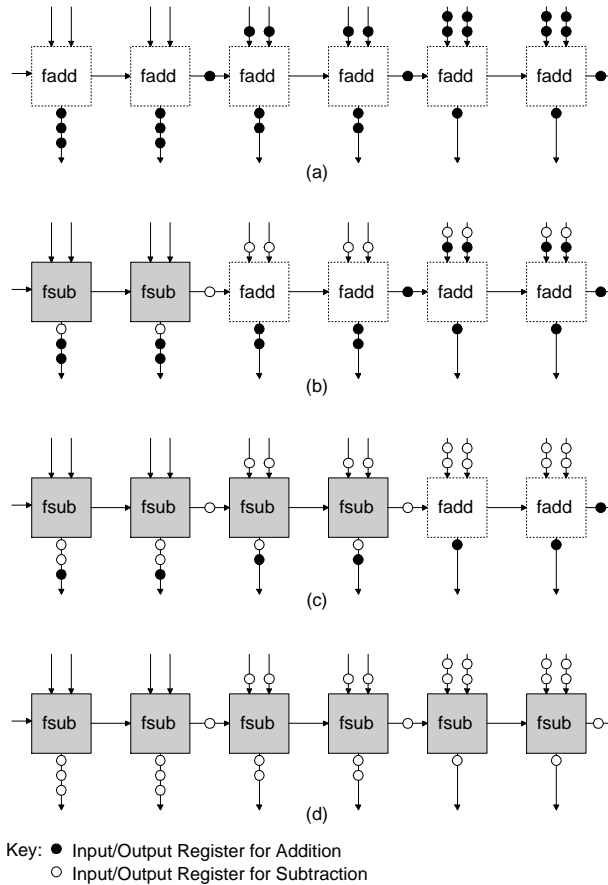 fadd fadd fadd fadd fadd fadd
(a)
fsub fsub fadd fadd fadd fadd
(b)
fsub fsub fsub fsub fadd fadd
(c)
fsub fsub fsub fsub fsub fsub
(d)
Key: ● Input/Output Register for Addition
○ Input/Output Register for Subtraction